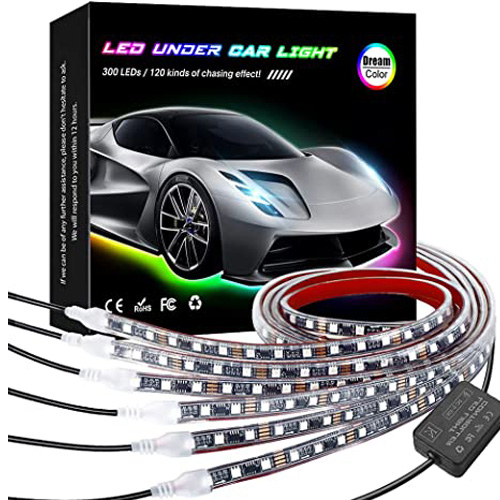 LED UNDER CAR LIGHT
300 LEDs / 120 kinds of chasing effect!
Dream
Color
If we can be of any further assistance, please don't hesitate to ask.
We will respond to you within 12 hours.
CE
RoHS
FC